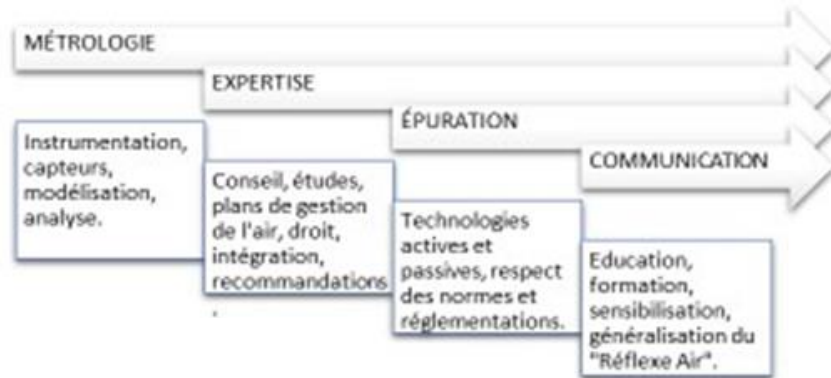 MÉTROLOGIE
EXPERTISE
ÉPURATION
COMMUNICATION
Instrumentation,
capteurs,
modélisation,
analyse.
Conseil, études,
plans de gestion
de l'air, droit,
intégration,
recommandations
.
Technologies
actives et
passives, respect
des normes et
réglementations.
Education,
formation,
sensibilisation,
généralisation du
"Réflexe Air".